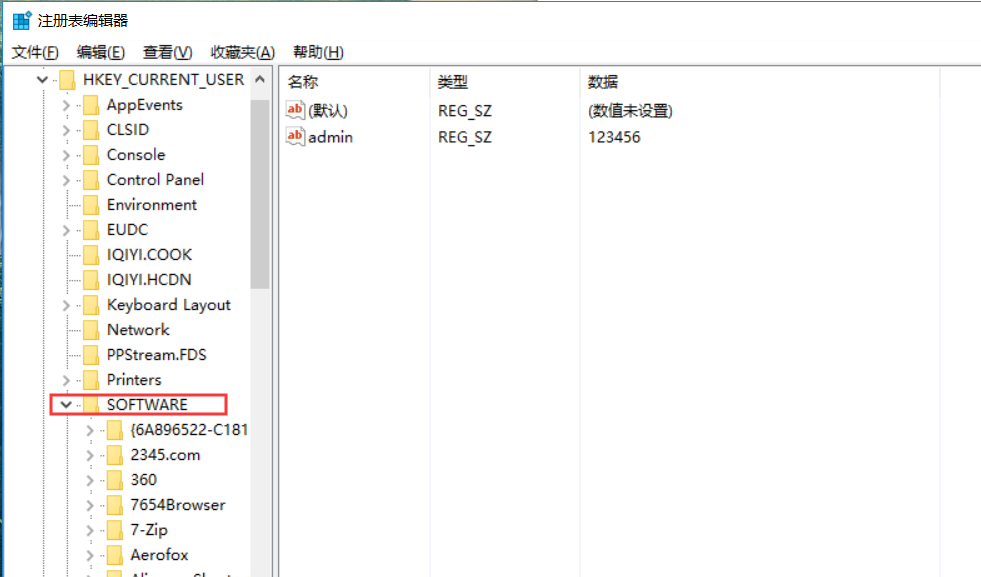 注册表编辑器
文件(F) 编辑(E) 查看(V) 收藏夹(A) 帮助(H)
HKEY_CURRENT_USER
AppEvents
CLSID
Console
Control Panel
Environment
EUDC
IQIYI.COOK
IQIYI.HCDN
Keyboard Layout
Network
PPStream.FDS
Printers
SOFTWARE
{6A896522-C181
2345.com
360
7654Browser
7-Zip
Aerofox
名称 类型 数据
ab (默认) REG_SZ (数值未设置)
ab admin REG_SZ 123456